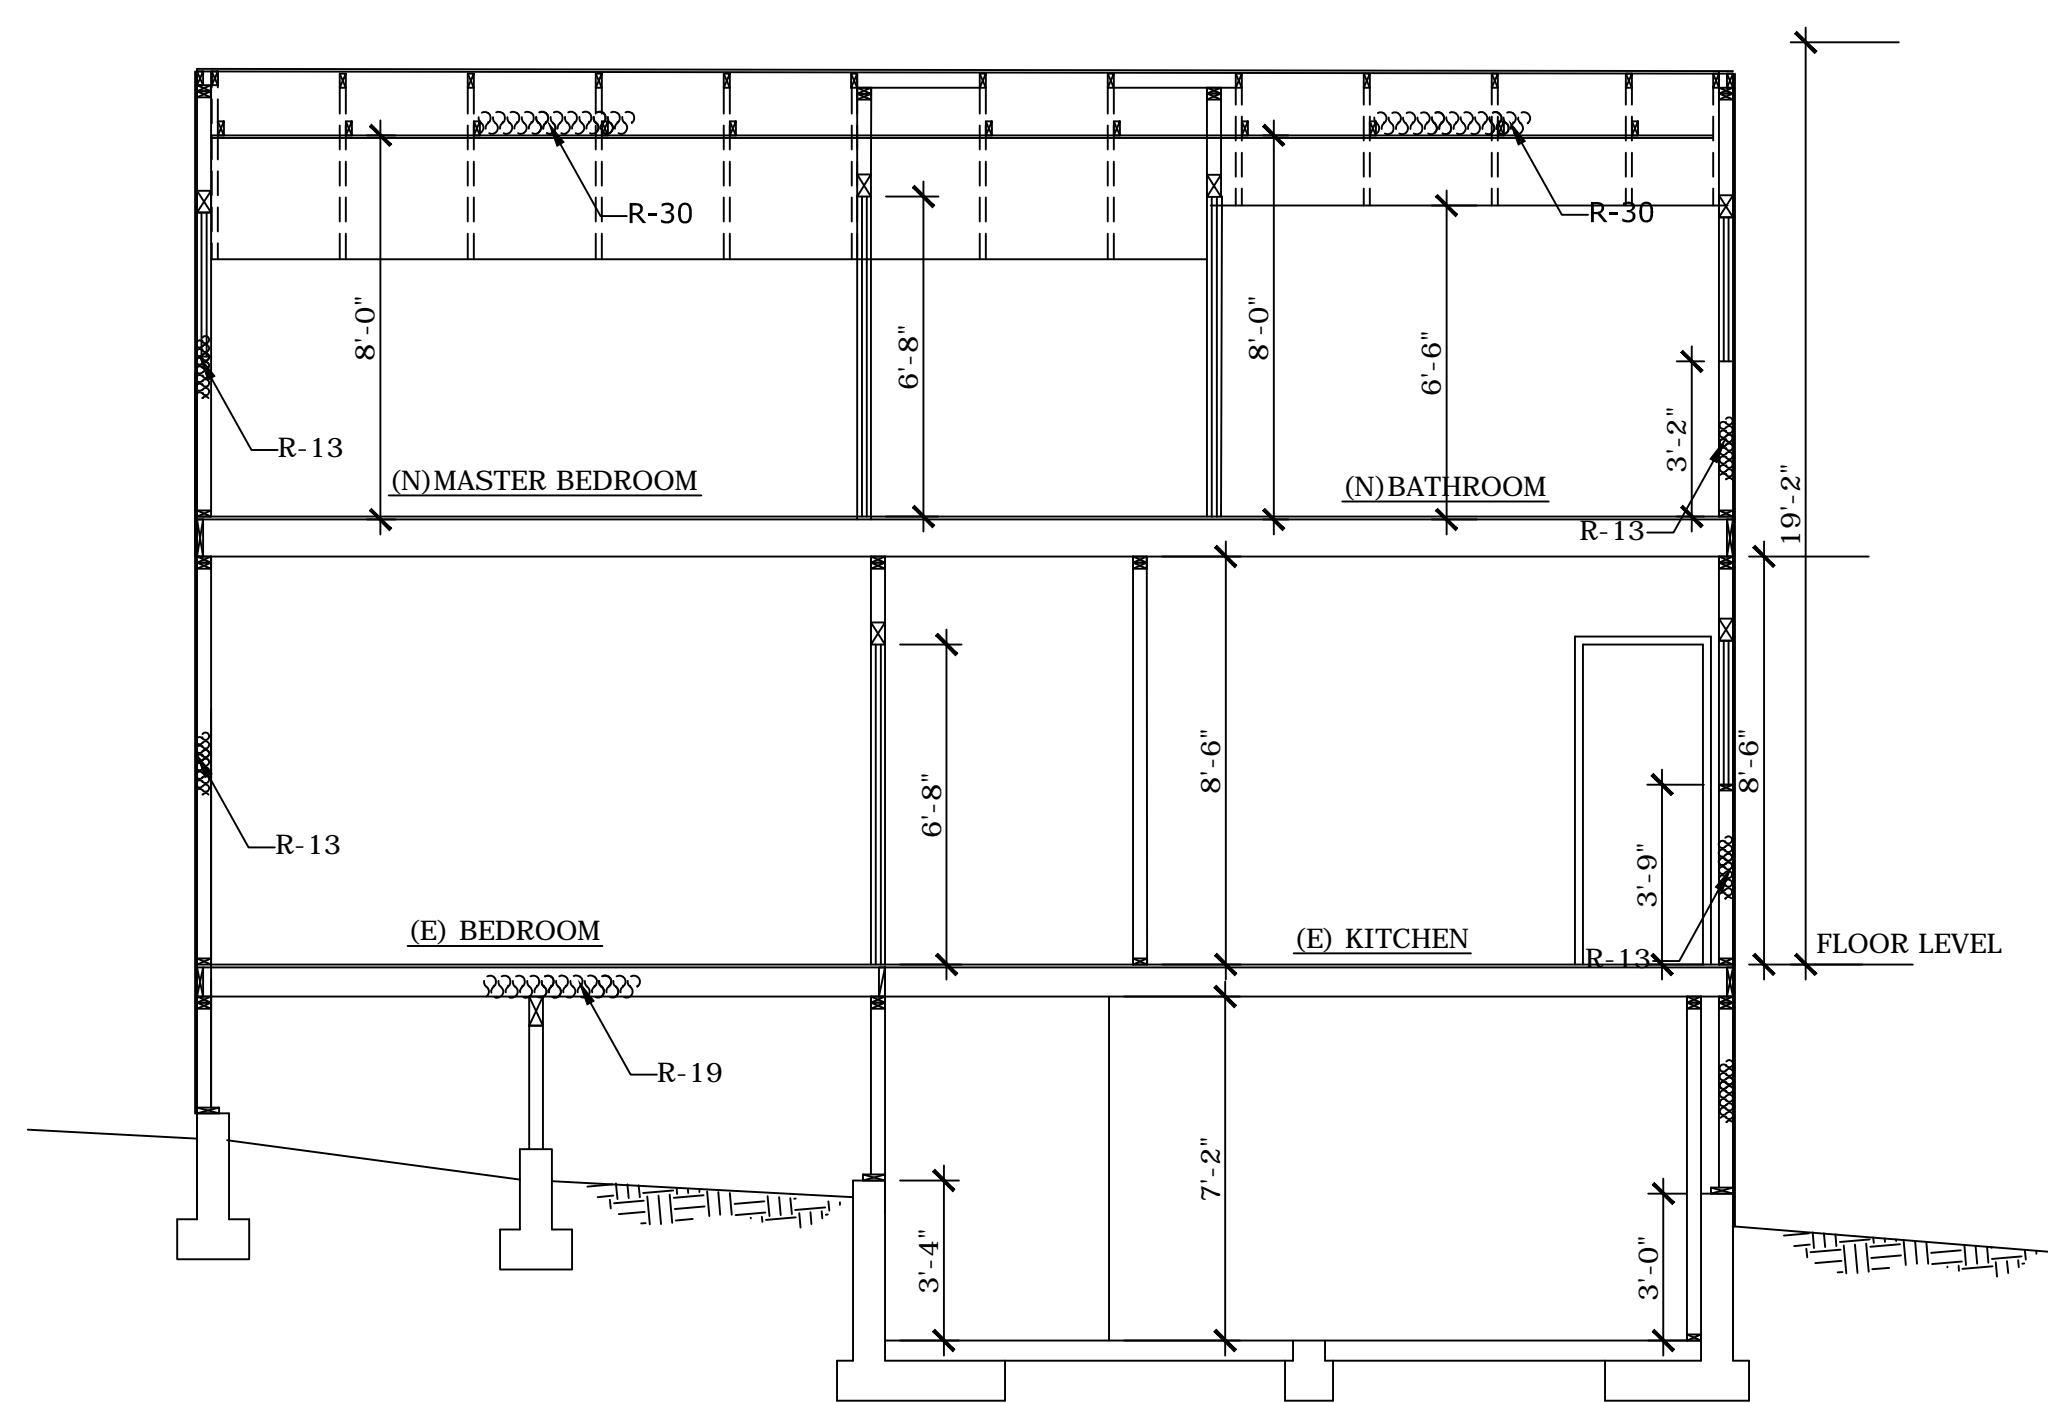 R-30
R-30
8'-0"
6'-8"
8'-0"
6'-6"
3'-2"
R-13
(N)MASTER BEDROOM
(N)BATHROOM
19'-2"
R-13
6'-8"
8'-6"
8'-6"
3'-9"
R-13
(E) BEDROOM
(E) KITCHEN
FLOOR LEVEL
R-13
R-19
7'-2"
3'-4"
3'-0"